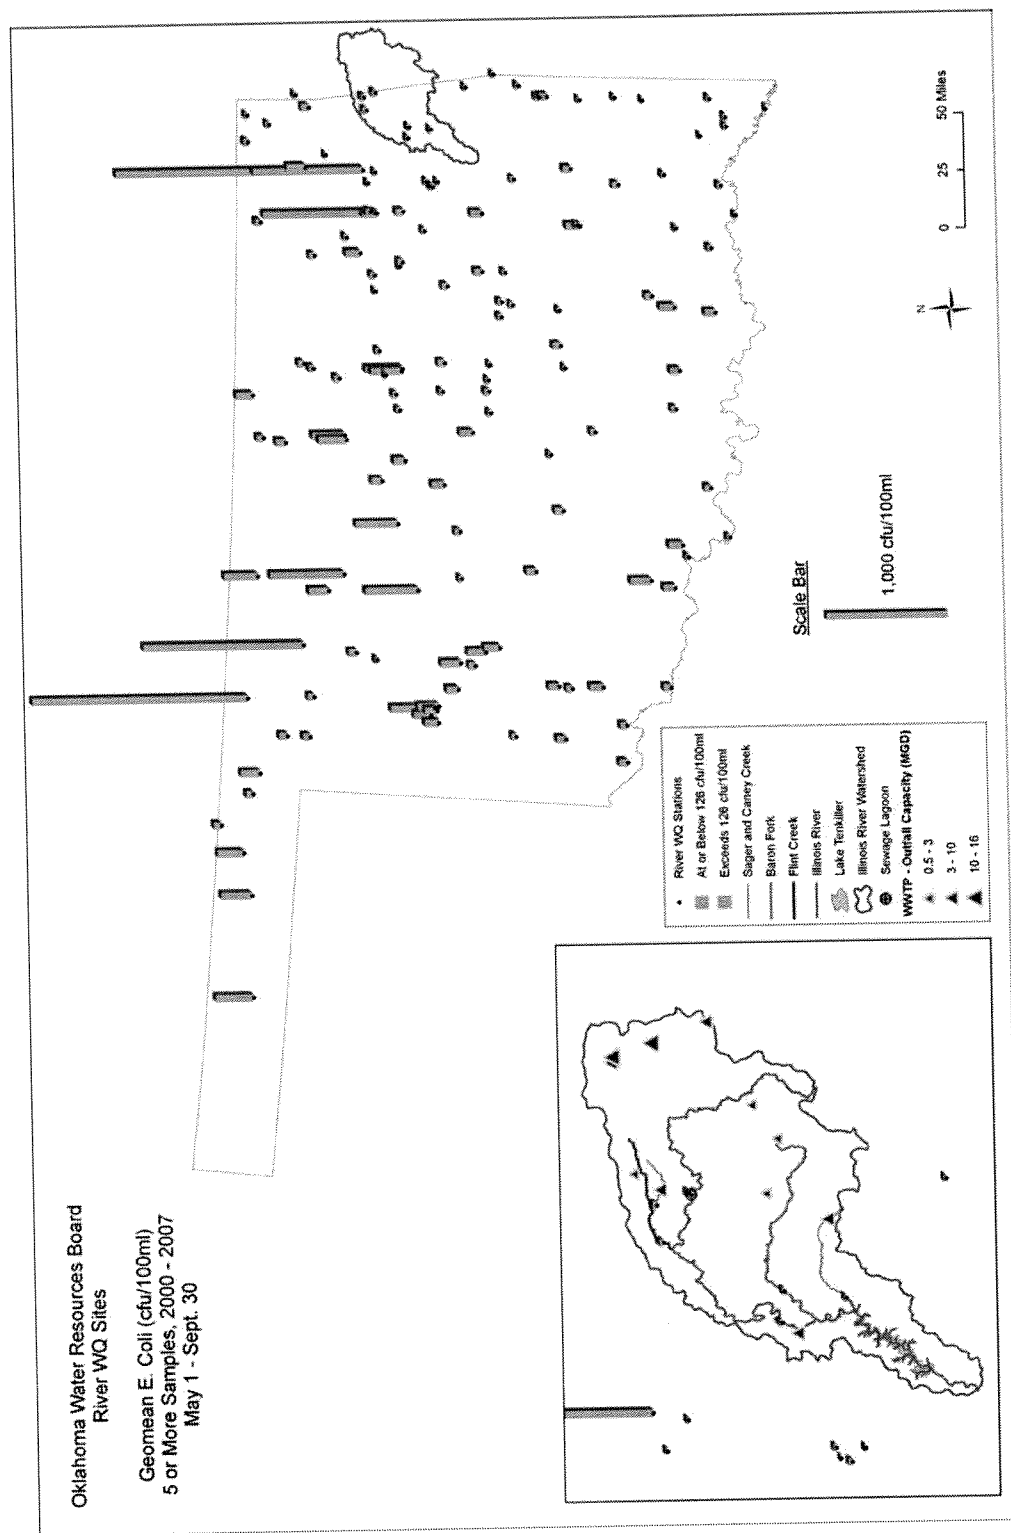 Oklahoma Water Resources Board
River WQ Sites
Geomean E. Coli (cfu/100ml)
5 or More Samples, 2000 - 2007
May 1 - Sept. 30
River WQ Stations
At or Below 126 cfu/100ml
Exceeds 126 cfu/100ml
Sager and Caney Creek
Baron Fork
Flint Creek
Illinois River
Lake Tenkiller
Illinois River Watershed
Sewage Lagoon
WWTP - Outfall Capacity (MGD)
0.5 - 3
3 - 10
10 - 16
Scale Bar
1,000 cfu/100ml
N
0 25 50 Miles